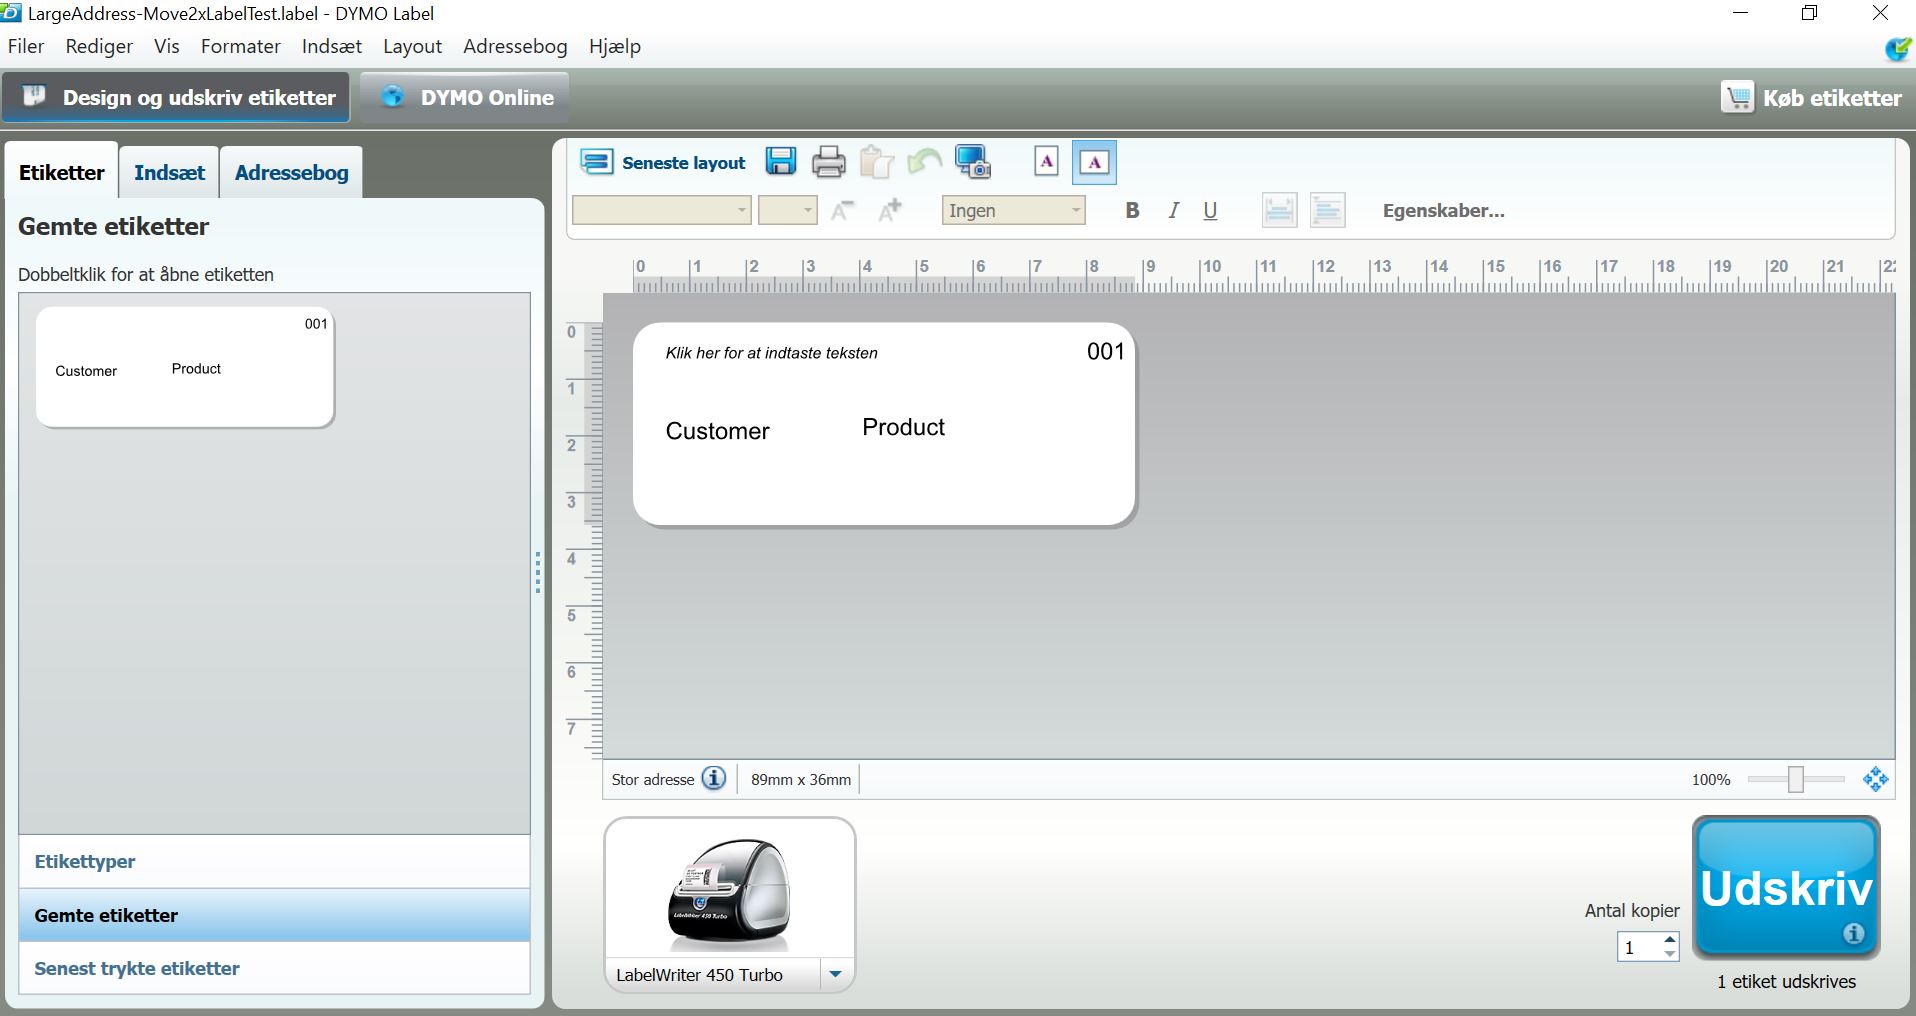 LargeAddress-Move2xLabelTest.label - DYMO Label
Filer Rediger Vis Formater Indsæt Layout Adressebog Hjælp
Design og udskriv etiketter DYMO Online Køb etiketter
Etiketter Indsæt Adressebog
Gemte etiketter
Dobbeltklik for at åbne etiketten
001
Customer Product
Etikettyper
Gemte etiketter
Senest trykte etiketter
Seneste layout A A
A A Ingen B I U Egenskaber...
0 1 2 3 4 5 6 7 8 9 10 11 12 13 14 15 16 17 18 19 20 21
0
1
2
3
4
5
6
7
Klik her for at indtaste teksten 001
Customer Product
Stor adresse 89mm x 36mm 100%
LabelWriter 450 Turbo
LabelWriter 450 Turbo
Antal kopier
1
Udskriv
1 etiket udskrives